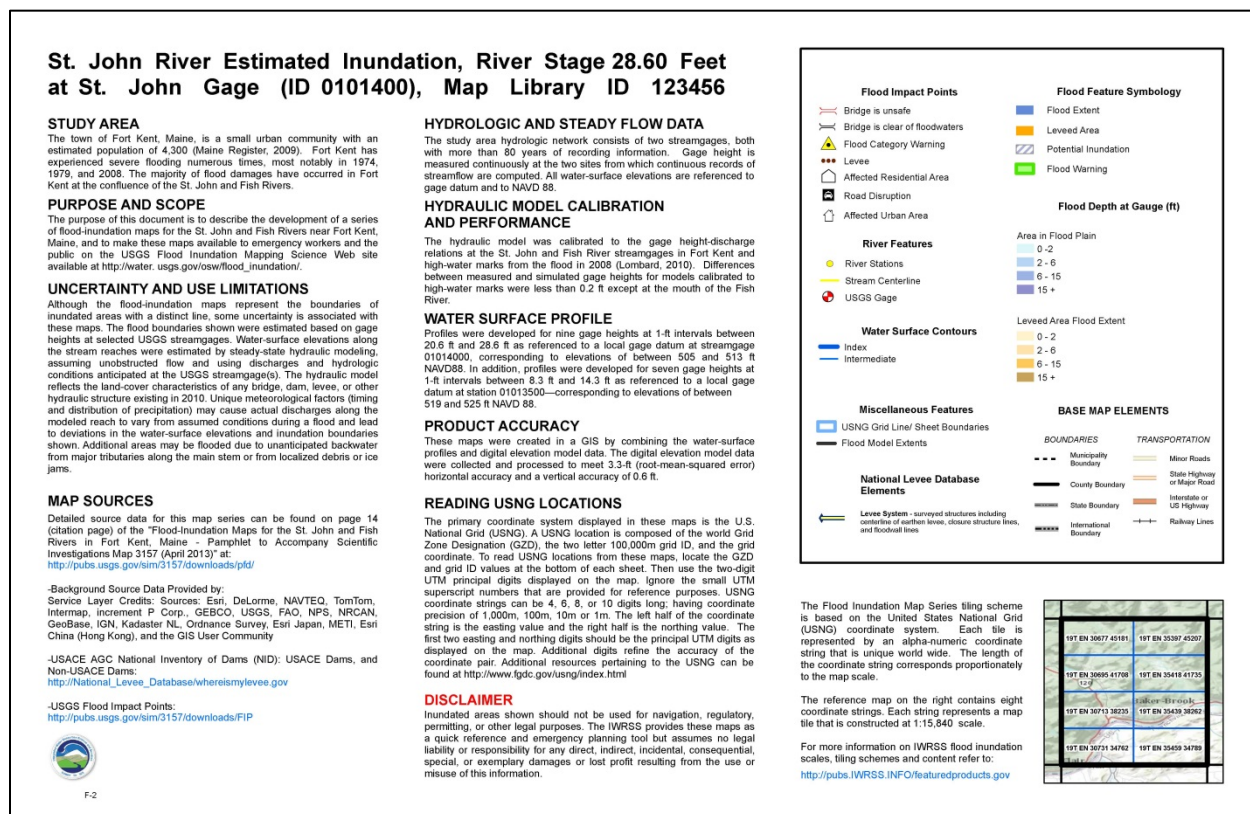 St. John River Estimated Inundation, River Stage 28.60 Feet
at St. John Gage (ID 0101400), Map Library ID 123456
STUDY AREA
The town of Fort Kent, Maine, is a small urban community with an
estimated population of 4,300 (Maine Register, 2009). Fort Kent has
experienced severe flooding numerous times, most notably in 1974,
1979, and 2008. The majority of flood damages have occurred in Fort
Kent at the confluence of the St. John and Fish Rivers.
PURPOSE AND SCOPE
The purpose of this document is to describe the development of a series
of flood-inundation maps for the St. John and Fish Rivers near Fort Kent,
Maine, and to make these maps available to emergency workers and the
public on the USGS Flood Inundation Mapping Science Web site
available at http://water. usgs.gov/osw/flood_inundation/.
UNCERTAINTY AND USE LIMITATIONS
Although the flood-inundation maps represent the boundaries of
inundated areas with a distinct line, some uncertainty is associated with
these maps. The flood boundaries shown were estimated based on gage
heights at selected USGS streamgages. Water-surface elevations along
the stream reaches were estimated by steady-state hydraulic modeling,
assuming unobstructed flow and using discharges and hydrologic
conditions anticipated at the USGS streamgage(s). The hydraulic model
reflects the land-cover characteristics of any bridge, dam, levee, or other
hydraulic structure existing in 2010. Unique meteorological factors (timing
and distribution of precipitation) may cause actual discharges along the
modeled reach to vary from assumed conditions during a flood and lead
to deviations in the water-surface elevations and inundation boundaries
shown. Additional areas may be flooded due to unanticipated backwater
from major tributaries along the main stem or from localized debris or ice
jams.
MAP SOURCES
Detailed source data for this map series can be found on page 14
(citation page) of the "Flood-Inundation Maps for the St. John and Fish
Rivers in Fort Kent, Maine - Pamphlet to Accompany Scientific
Investigations Map 3157 (April 2013)" at:
http://pubs.usgs.gov/sim/3157/downloads/pfd/
-Background Source Data Provided by:
Service Layer Credits: Sources: Esri, DeLorme, NAVTEQ, TomTom,
Intermap, increment P Corp., GEBCO, USGS, FAO, NPS, NRCAN,
GeoBase, IGN, Kadaster NL, Ordnance Survey, Esri Japan, METI, Esri
China (Hong Kong), and the GIS User Community
-USACE AGC National Inventory of Dams (NID): USACE Dams, and
Non-USACE Dams:
http://National_Levee_Database/whereismylevee.gov
-USGS Flood Impact Points:
http://pubs.usgs.gov/sim/3157/downloads/FIP
F-2
HYDROLOGIC AND STEADY FLOW DATA
The study area hydrologic network consists of two streamgages, both
with more than 80 years of recording information. Gage height is
measured continuously at the two sites from which continuous records of
streamflow are computed. All water-surface elevations are referenced to
gage datum and to NAVD 88.
HYDRAULIC MODEL CALIBRATION
AND PERFORMANCE
The hydraulic model was calibrated to the gage height-discharge
relations at the St. John and Fish River streamgages in Fort Kent and
high-water marks from the flood in 2008 (Lombard, 2010). Differences
between measured and simulated gage heights for models calibrated to
high-water marks were less than 0.2 ft except at the mouth of the Fish
River.
WATER SURFACE PROFILE
Profiles were developed for nine gage heights at 1-ft intervals between
20.6 ft and 28.6 ft as referenced to a local gage datum at streamgage
01014000, corresponding to elevations of between 505 and 513 ft
NAVD88. In addition, profiles were developed for seven gage heights at
1-ft intervals between 8.3 ft and 14.3 ft as referenced to a local gage
datum at station 01013500—corresponding to elevations of between
519 and 525 ft NAVD 88.
PRODUCT ACCURACY
These maps were created in a GIS by combining the water-surface
profiles and digital elevation model data. The digital elevation model data
were collected and processed to meet 3.3-ft (root-mean-squared error)
horizontal accuracy and a vertical accuracy of 0.6 ft.
READING USNG LOCATIONS
The primary coordinate system displayed in these maps is the U.S.
National Grid (USNG). A USNG location is composed of the world Grid
Zone Designation (GZD), the two letter 100,000m grid ID, and the grid
coordinate. To read USNG locations from these maps, locate the GZD
and grid ID values at the bottom of each sheet. Then use the two-digit
UTM principal digits displayed on the map. Ignore the small UTM
superscript numbers that are provided for reference purposes. USNG
coordinate strings can be 4, 6, 8, or 10 digits long; having coordinate
precision of 1,000m, 100m, 10m or 1m. The left half of the coordinate
string is the easting value and the right half is the northing value. The
first two easting and northing digits should be the principal UTM digits as
displayed on the map. Additional digits refine the accuracy of the
coordinate pair. Additional resources pertaining to the USNG can be
found at http://www.fgdc.gov/usng/index.html
DISCLAIMER
Inundated areas shown should not be used for navigation, regulatory,
permitting, or other legal purposes. The IWRSS provides these maps as
a quick reference and emergency planning tool but assumes no legal
liability or responsibility for any direct, indirect, incidental, consequential,
special, or exemplary damages or lost profit resulting from the use or
misuse of this information.
Flood Impact Points
Bridge is unsafe
Bridge is clear of floodwaters
Flood Category Warning
Levee
Affected Residential Area
Road Disruption
Affected Urban Area
River Features
River Stations
Stream Centerline
USGS Gage
Water Surface Contours
Index
Intermediate
Miscellaneous Features
USNG Grid Line/ Sheet Boundaries
Flood Model Extents
National Levee Database
Elements
Levee System - surveyed structures including
centerline of earthen levee, closure structure lines,
and floodwall lines
Flood Feature Symbology
Flood Extent
Leveed Area
Potential Inundation
Flood Warning
Flood Depth at Gauge (ft)
Area in Flood Plain
0 -2
2 - 6
6 - 15
15 +
Leveed Area Flood Extent
0 - 2
2 - 6
6 - 15
15 +
BASE MAP ELEMENTS
BOUNDARIES
Municipality
Boundary
County Boundary
State Boundary
International
Boundary
TRANSPORTATION
Minor Roads
State Highway
or Major Road
Interstate or
US Highway
Railway Lines
The Flood Inundation Map Series tiling scheme
is based on the United States National Grid
(USNG) coordinate system. Each tile is
represented by an alpha-numeric coordinate
string that is unique world wide. The length of
the coordinate string corresponds proportionately
to the map scale.
The reference map on the right contains eight
coordinate strings. Each string represents a map
tile that is constructed at 1:15,840 scale.
For more information on IWRSS flood inundation
scales, tiling schemes and content refer to:
http://pubs.IWRSS.INFO/featuredproducts.gov
19T EN 30677 45181 19T EN 35397 45207
19T EN 30695 41708 19T EN 35418 41735
Baker Brook
19T EN 30713 38235 19T EN 35439 38262
19T EN 30731 34762 19T EN 35459 34789